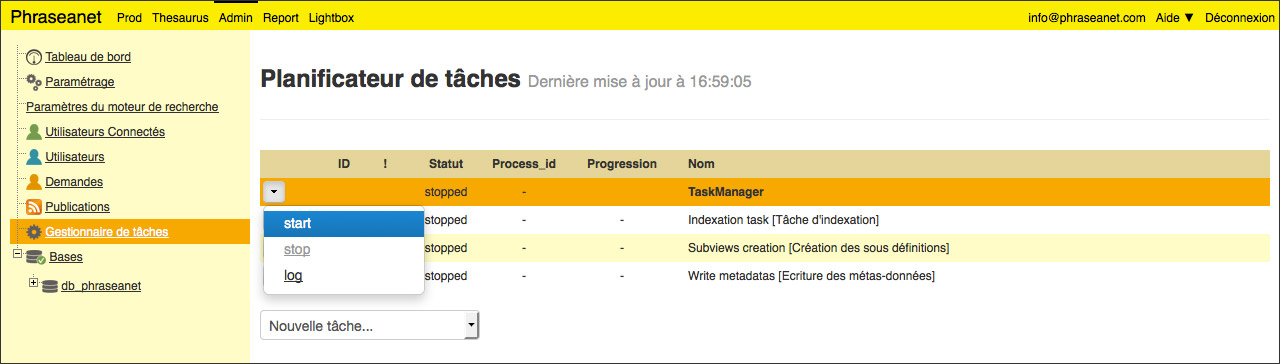 Phraseanet Prod Thesaurus Admin Report Lightbox info@phraseanet.com Aide ▼ Déconnexion
Tableau de bord
Paramétrage
Paramètres du moteur de recherche
Utilisateurs Connectés
Utilisateurs
Demandes
Publications
Gestionnaire de tâches
Bases
db_phraseanet
Planificateur de tâches Dernière mise à jour à 16:59:05
ID ! Statut Process_id Progression Nom
stopped - TaskManager
start
stop
log
stopped - - Indexation task [Tâche d'indexation]
stopped - - Subviews creation [Création des sous définitions]
stopped - - Write metadatas [Ecriture des métas-données]
Nouvelle tâche...